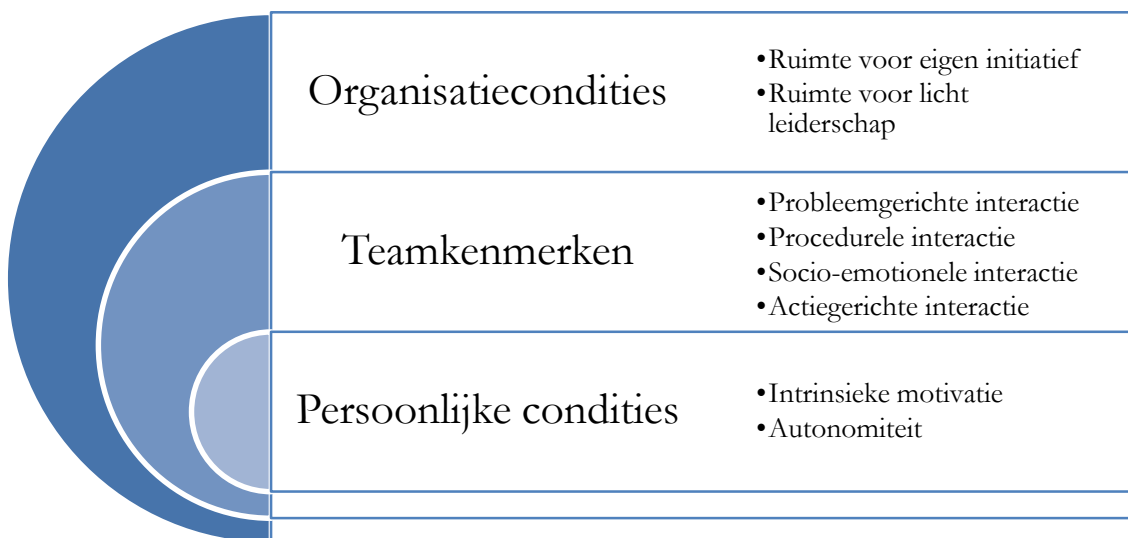 Organisatiecondities
•Ruimte voor eigen initiatief
•Ruimte voor licht
leiderschap
Teamkenmerken
•Probleemgerichte interactie
•Procedurele interactie
•Socio-emotionele interactie
•Actiegerichte interactie
Persoonlijke condities
•Intrinsieke motivatie
•Autonomiteit